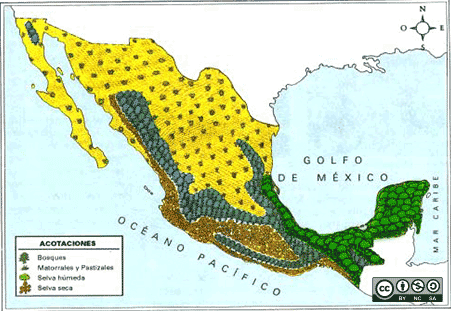 N
O
E
S
GOLFO
DE MÉXICO
MAR CARIBE
OCÉANO PACÍFICO
ACOTACIONES
Bosques
Matorrales y Pastizales
Selva húmeda
Selva seca
cc
BY NC SA